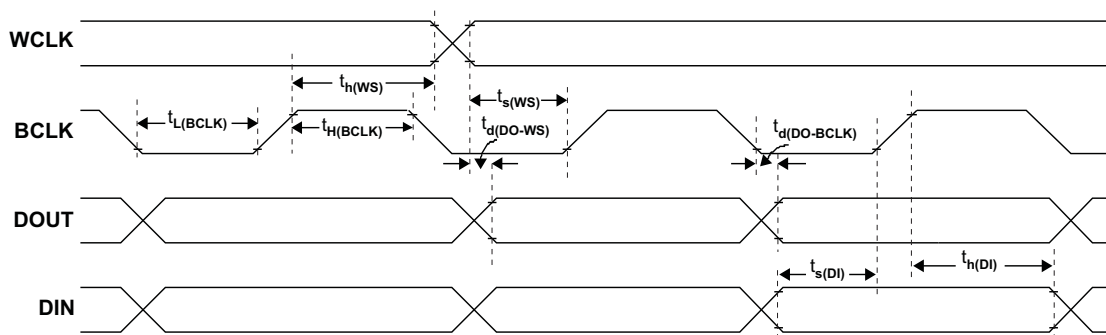 WCLK
th(WS)
ts(WS)
BCLK
tL(BCLK)
tH(BCLK)
td(DO-WS)
td(DO-BCLK)
DOUT
ts(DI)
th(DI)
DIN